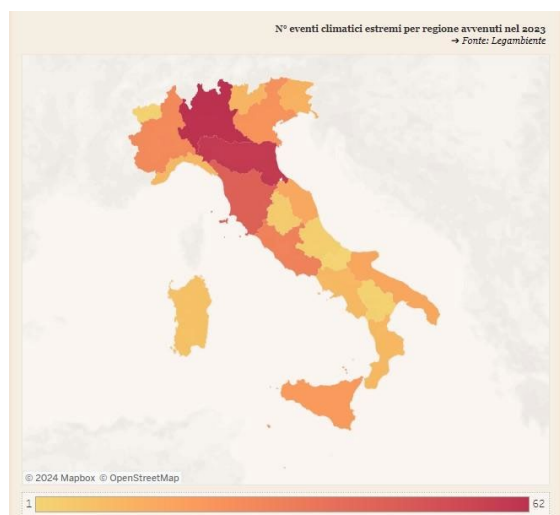 N° eventi climatici estremi per regione avvenuti nel 2023
➔ Fonte: Legambiente
© 2024 Mapbox © OpenStreetMap
1
62